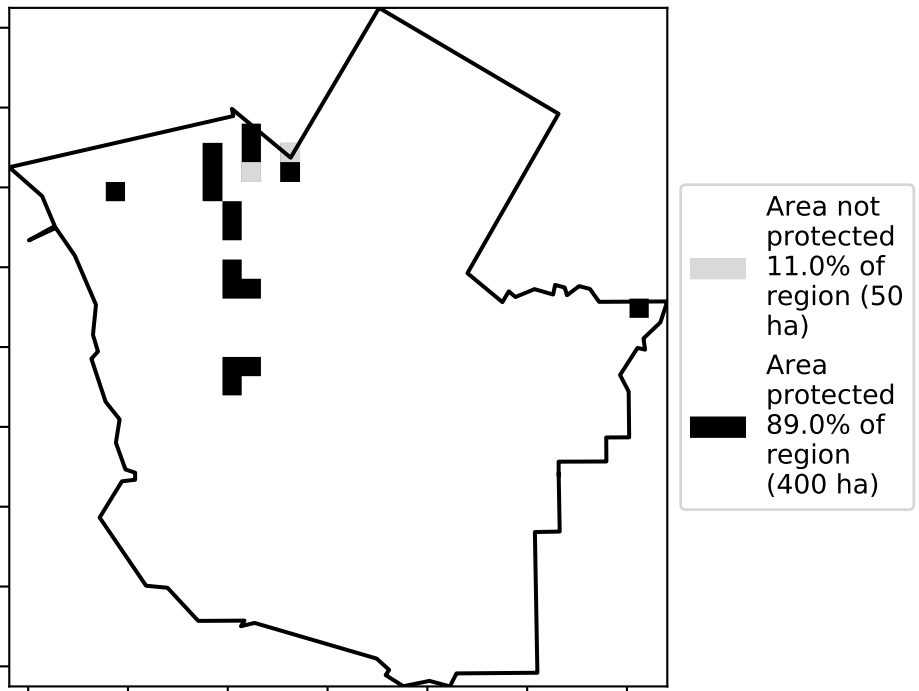 Area not
protected
11.0% of
region (50
ha)
Area
protected
89.0% of
region
(400 ha)